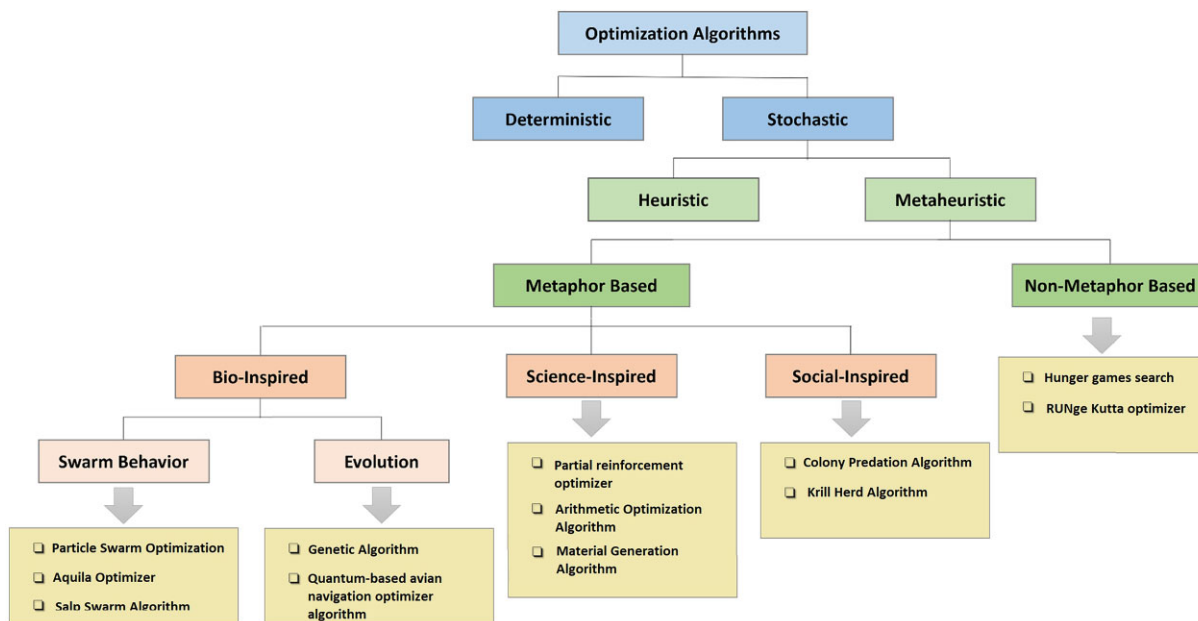 Optimization Algorithms
Deterministic
Stochastic
Heuristic
Metaheuristic
Metaphor Based
Non-Metaphor Based
Bio-Inspired
Science-Inspired
Social-Inspired
Hunger games search
RUNge Kutta optimizer
Swarm Behavior
Evolution
Partial reinforcement
optimizer
Arithmetic Optimization
Algorithm
Material Generation
Algorithm
Colony Predation Algorithm
Krill Herd Algorithm
Particle Swarm Optimization
Aquila Optimizer
Salp Swarm Algorithm
Genetic Algorithm
Quantum-based avian
navigation optimizer
algorithm